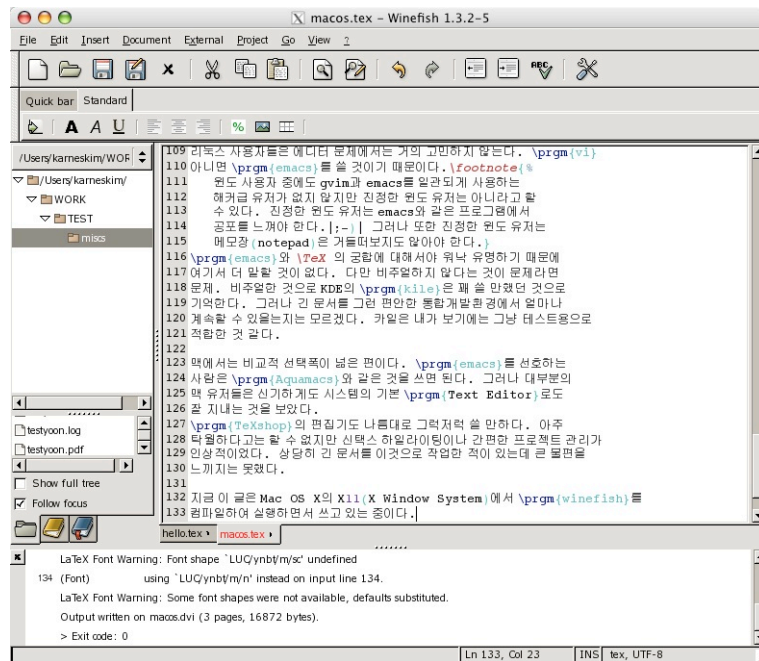 macos.tex – Winefish 1.3.2-5
File Edit Insert Document External Project Go View ?
ABC
Quick bar Standard
A A U %
/Users/karneskim/WOR
/Users/karneskim/
WORK
TEST
miscs
testyoon.log
testyoon.pdf
Show full tree
Follow focus
109 리눅스 사용자들은 에디터 문제에서는 거의 고민하지 않는다. \prgm{vi}
110 아니면 \prgm{emacs}를 쓸 것이기 때문이다.\footnote{%
111 윈도 사용자 중에도 gvim과 emacs를 일관되게 사용하는
112 해커급 유저가 없지 않지만 진정한 윈도 유저는 아니라고 할
113 수 있다. 진정한 윈도 유저는 emacs와 같은 프로그램에서
114 공포를 느껴야 한다.|;-)| 그러나 또한 진정한 윈도 유저는
115 메모장(notepad)은 거들떠보지도 않아야 한다.}
116 \prgm{emacs}와 \TeX 의 궁합에 대해서야 워낙 유명하기 때문에
117 여기서 더 말할 것이 없다. 다만 비주얼하지 않다는 것이 문제라면
118 문제. 비주얼한 것으로 KDE의 \prgm{kile}은 꽤 쓸 만했던 것으로
119 기억한다. 그러나 긴 문서를 그런 편안한 통합개발환경에서 얼마나
120 계속할 수 있을는지는 모르겠다. 카일은 내가 보기에는 그냥 테스트용으로
121 적합한 것 같다.
122
123 맥에서는 비교적 선택폭이 넓은 편이다. \prgm{emacs}를 선호하는
124 사람은 \prgm{Aquamacs}와 같은 것을 쓰면 된다. 그러나 대부분의
125 맥 유저들은 신기하게도 시스템의 기본 \prgm{Text Editor}로도
126 잘 지내는 것을 보았다.
127 \prgm{TeXshop}의 편집기도 나름대로 그럭저럭 쓸 만하다. 아주
128 탁월하다고는 할 수 없지만 신택스 하일라이팅이나 간편한 프로젝트 관리가
129 인상적이었다. 상당히 긴 문서를 이것으로 작업한 적이 있는데 큰 불편을
130 느끼지는 못했다.
131
132 지금 이 글은 Mac OS X의 X11(X Window System)에서 \prgm{winefish}를
133 컴파일하여 실행하면서 쓰고 있는 중이다.
hello.tex macos.tex
LaTeX Font Warning: Font shape `LUC/ynbt/m/sc' undefined
134 (Font) using `LUC/ynbt/m/n' instead on input line 134.
LaTeX Font Warning: Some font shapes were not available, defaults substituted.
Output written on macos.dvi (3 pages, 16872 bytes).
> Exit code: 0
Ln 133, Col 23 INS tex, UTF-8